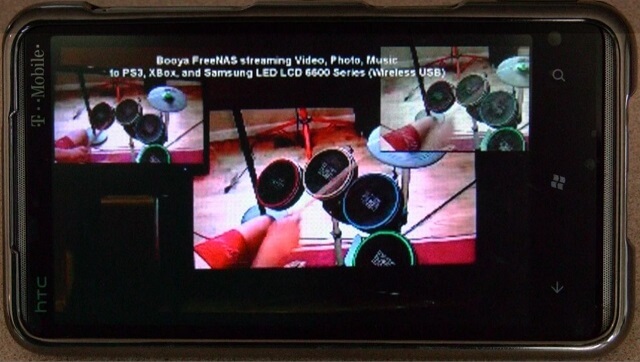 Booya FreeNAS streaming Video, Photo, Music
to PS3, XBox, and Samsung LED LCD 6600 Series (Wireless USB)
T··Mobile·
hTC